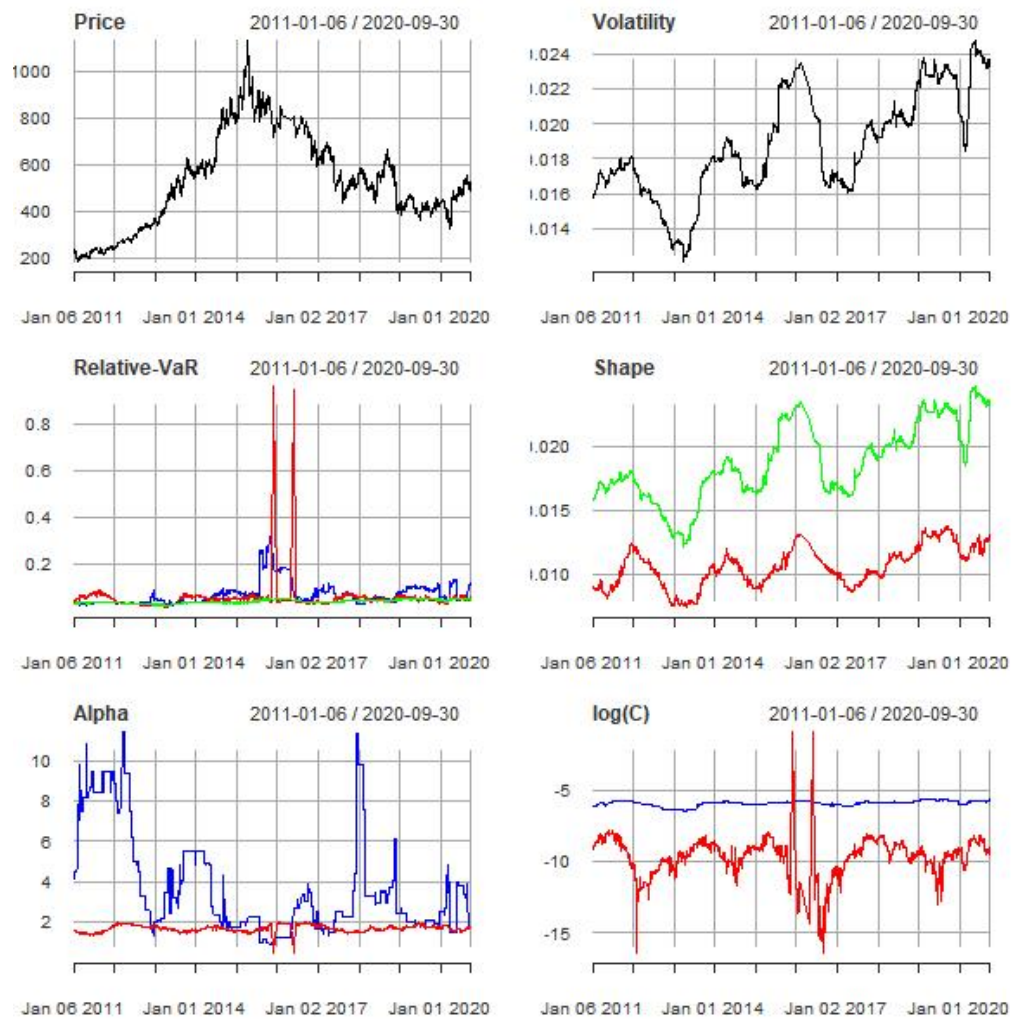 Price 2011-01-06 / 2020-09-30
1000
800
600
400
200
Jan 06 2011 Jan 01 2014 Jan 02 2017 Jan 01 2020
Volatility 2011-01-06 / 2020-09-30
.024
.022
.020
.018
.016
.014
Jan 06 2011 Jan 01 2014 Jan 02 2017 Jan 01 2020
Relative-VaR 2011-01-06 / 2020-09-30
0.8
0.6
0.4
0.2
Jan 06 2011 Jan 01 2014 Jan 02 2017 Jan 01 2020
Shape 2011-01-06 / 2020-09-30
.020
.015
.010
Jan 06 2011 Jan 01 2014 Jan 02 2017 Jan 01 2020
Alpha 2011-01-06 / 2020-09-30
10
8
6
4
2
Jan 06 2011 Jan 01 2014 Jan 02 2017 Jan 01 2020
log(C) 2011-01-06 / 2020-09-30
-5
-10
-15
Jan 06 2011 Jan 01 2014 Jan 02 2017 Jan 01 2020